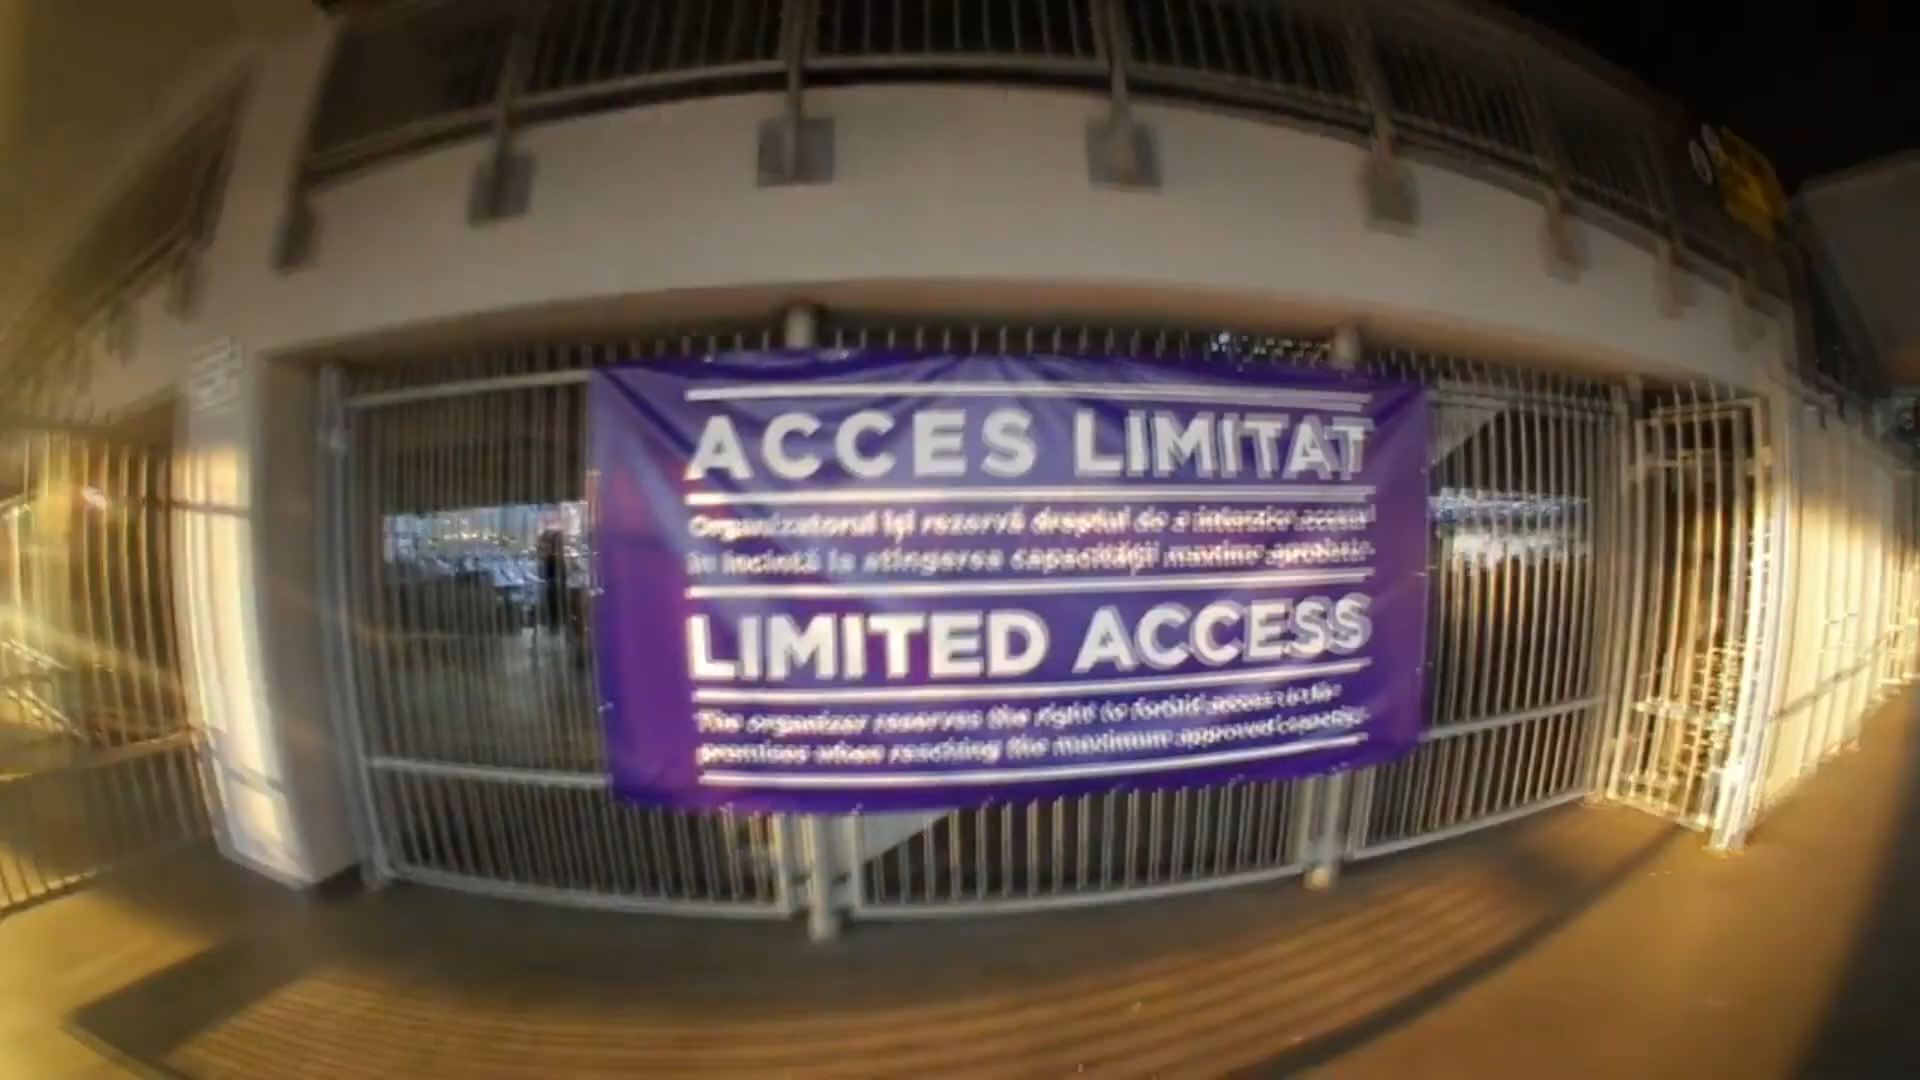 ACCES LIMITAT
Organizatorul își rezervă dreptul de a interzice accesul
în incintă la atingerea capacității maxime aprobate.
LIMITED ACCESS
The organizer reserves the right to forbid access to the
premises when reaching the maximum approved capacity.